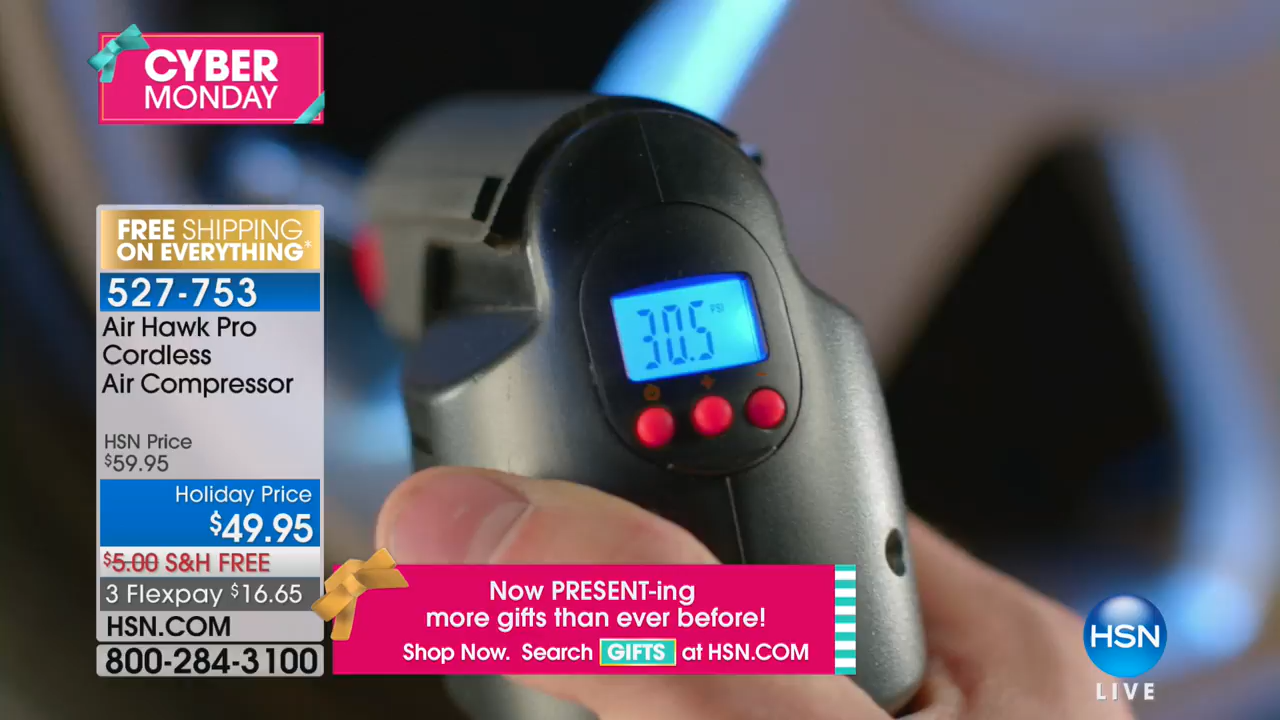 CYBER
MONDAY
FREE SHIPPING
ON EVERYTHING*
527-753
Air Hawk Pro
Cordless
Air Compressor
HSN Price
$59.95
Holiday Price
$49.95
$5.00 S&H FREE
3 Flexpay $16.65
HSN.COM
800-284-3100
30.5 PSI
Now PRESENT-ing
more gifts than ever before!
Shop Now. Search GIFTS at HSN.COM
HSN
LIVE